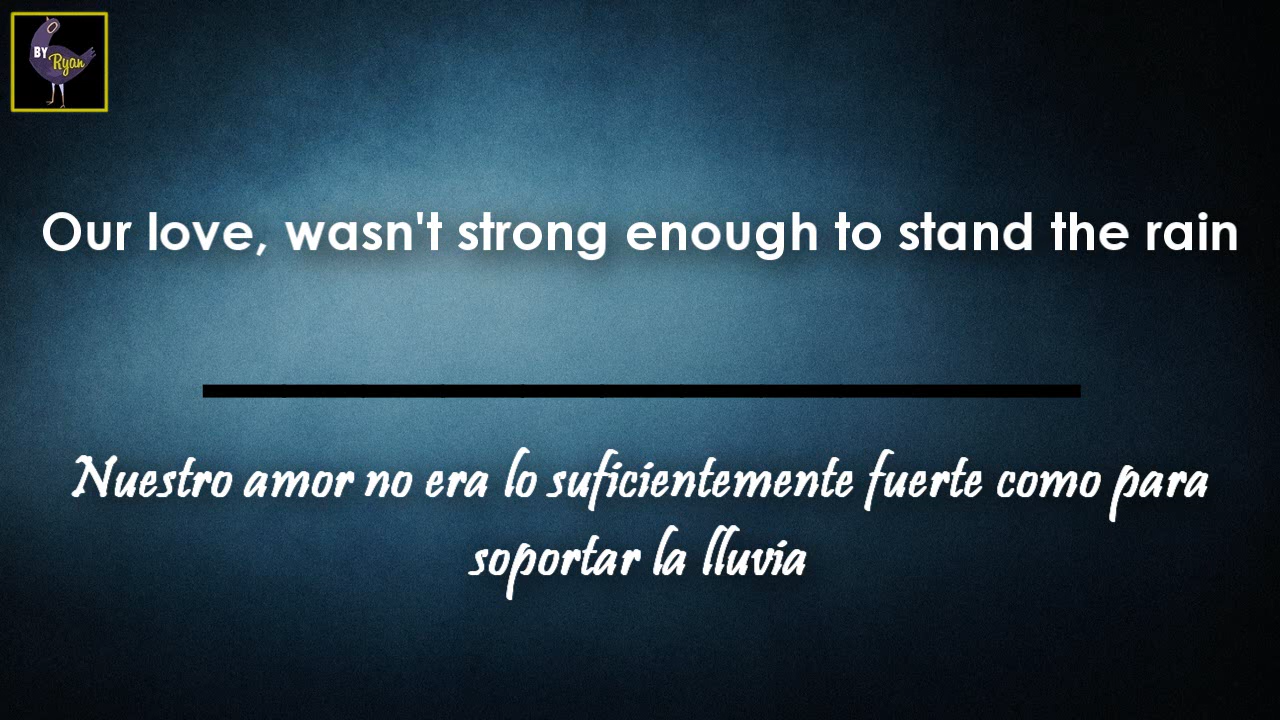 BY
Ryan
Our love, wasn't strong enough to stand the rain
Nuestro amor no era lo suficientemente fuerte como para
soportar la lluvia